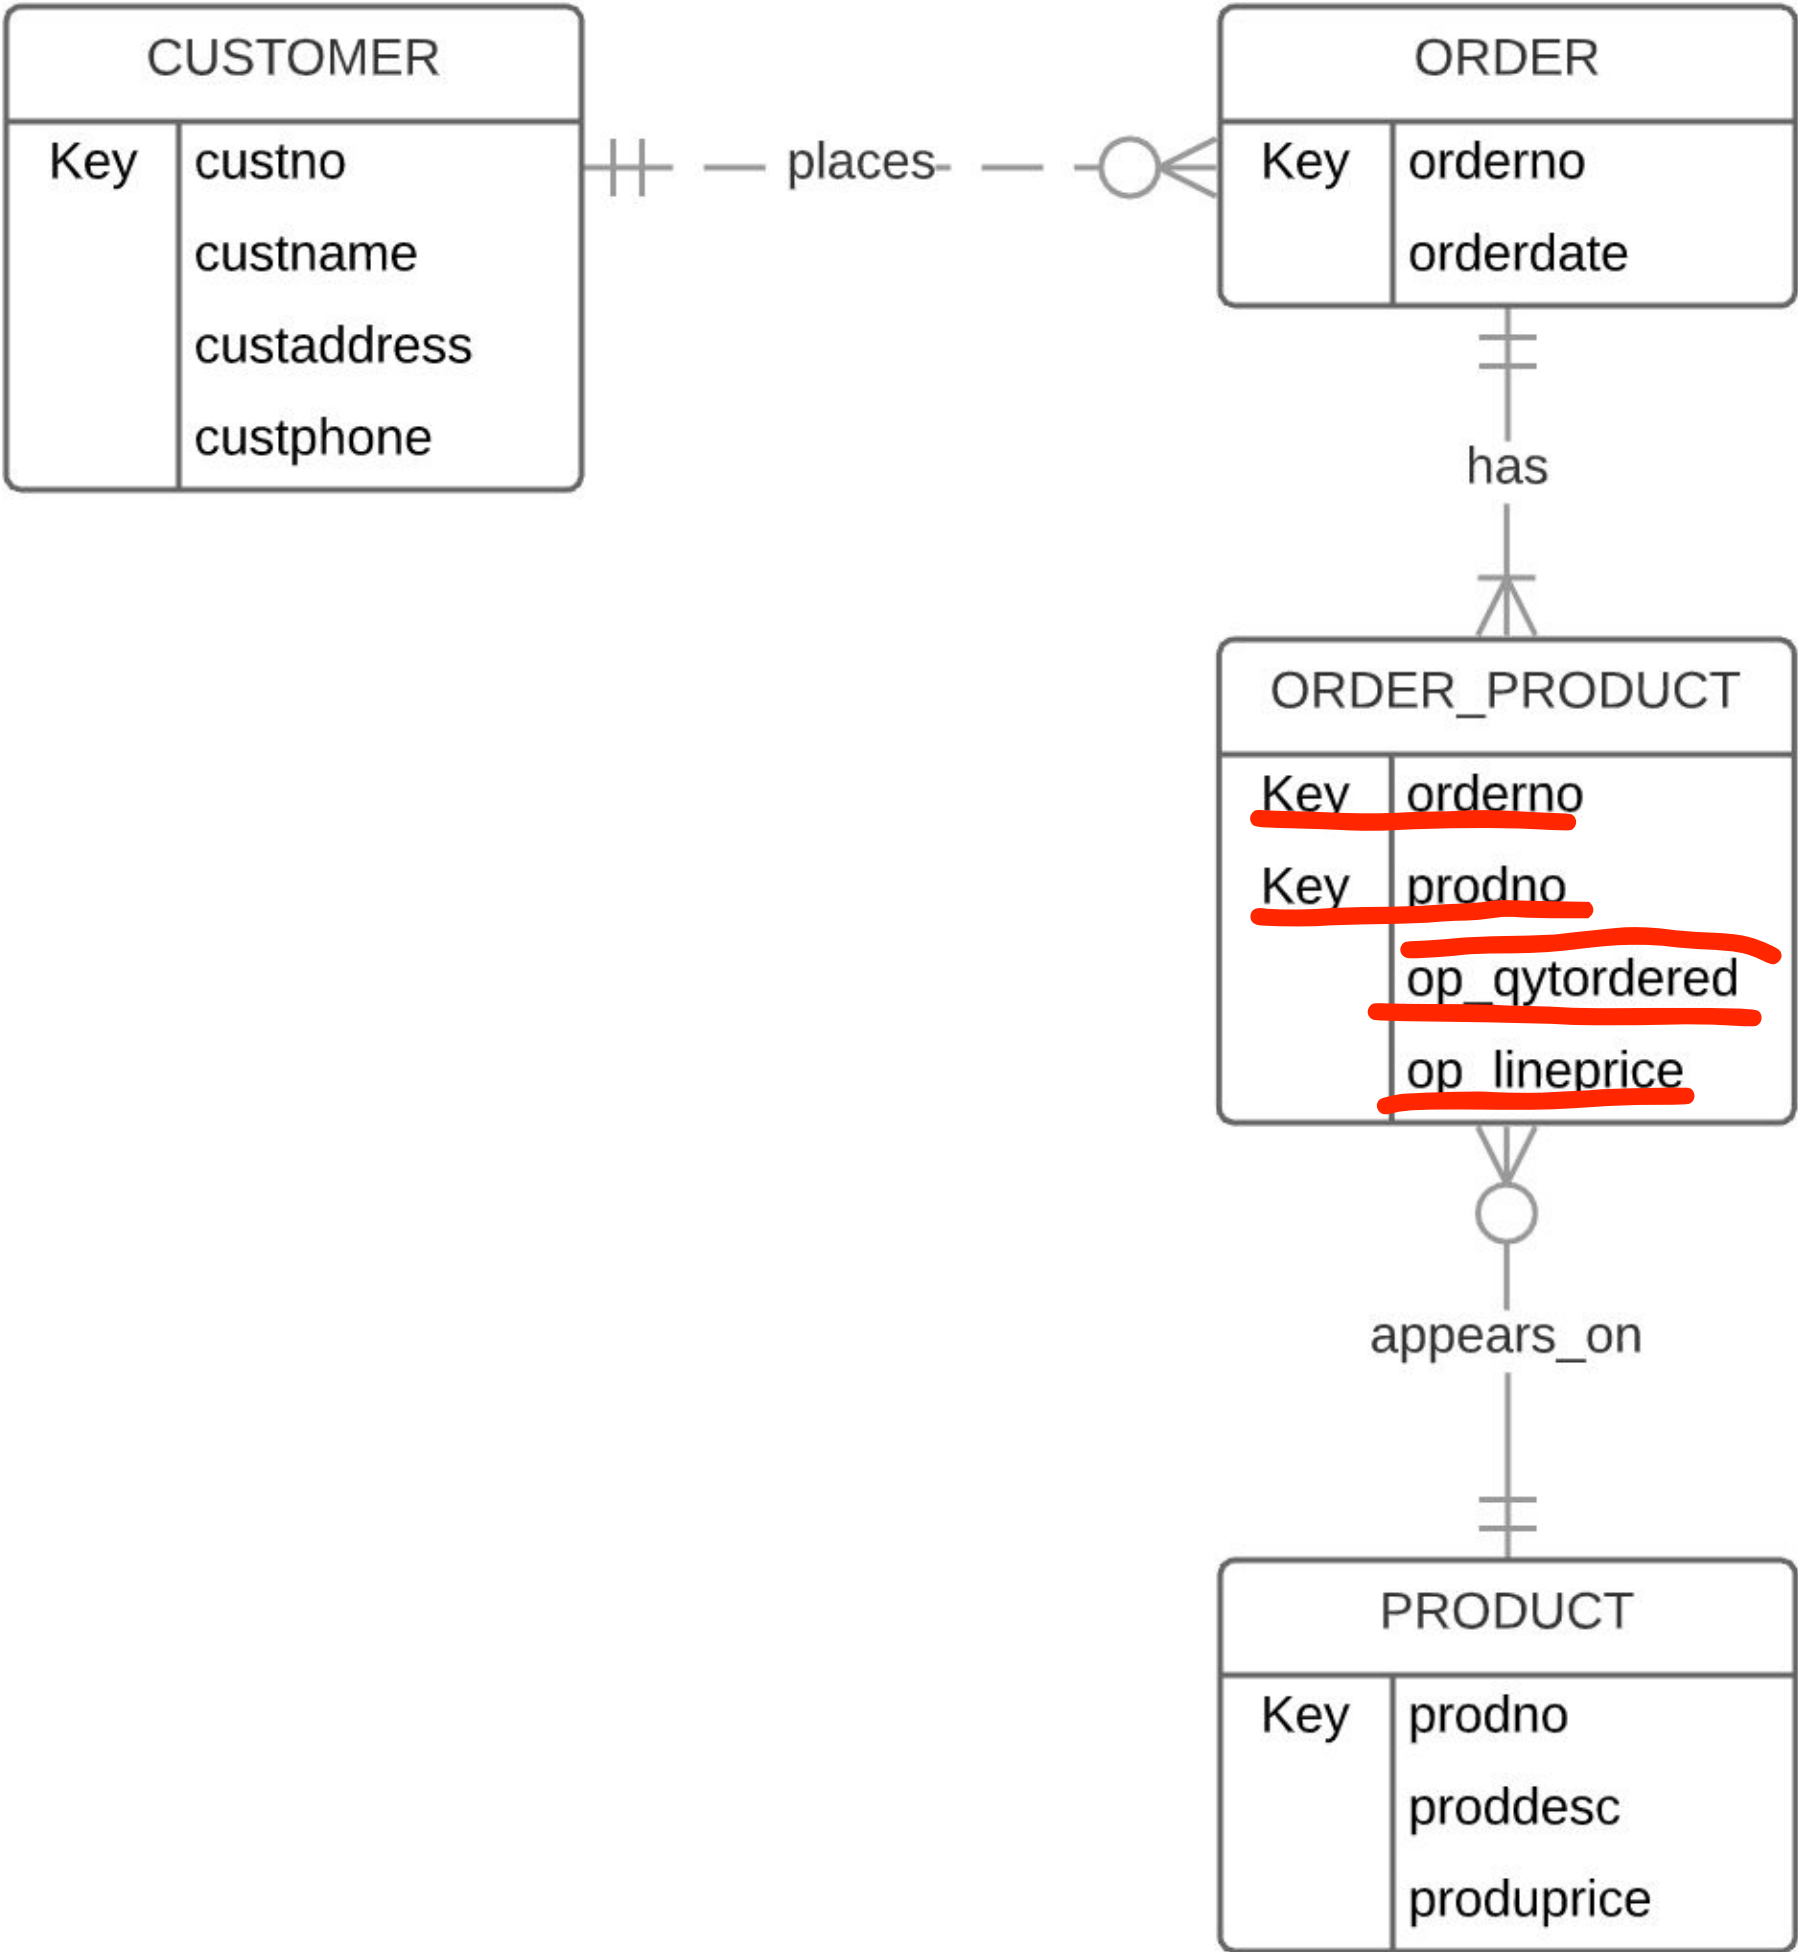 CUSTOMER
Key custno
custname
custaddress
custphone
places
ORDER
Key orderno
orderdate
has
ORDER_PRODUCT
Key orderno
Key prodno
op_qytordered
op_lineprice
appears_on
PRODUCT
Key prodno
proddesc
produprice